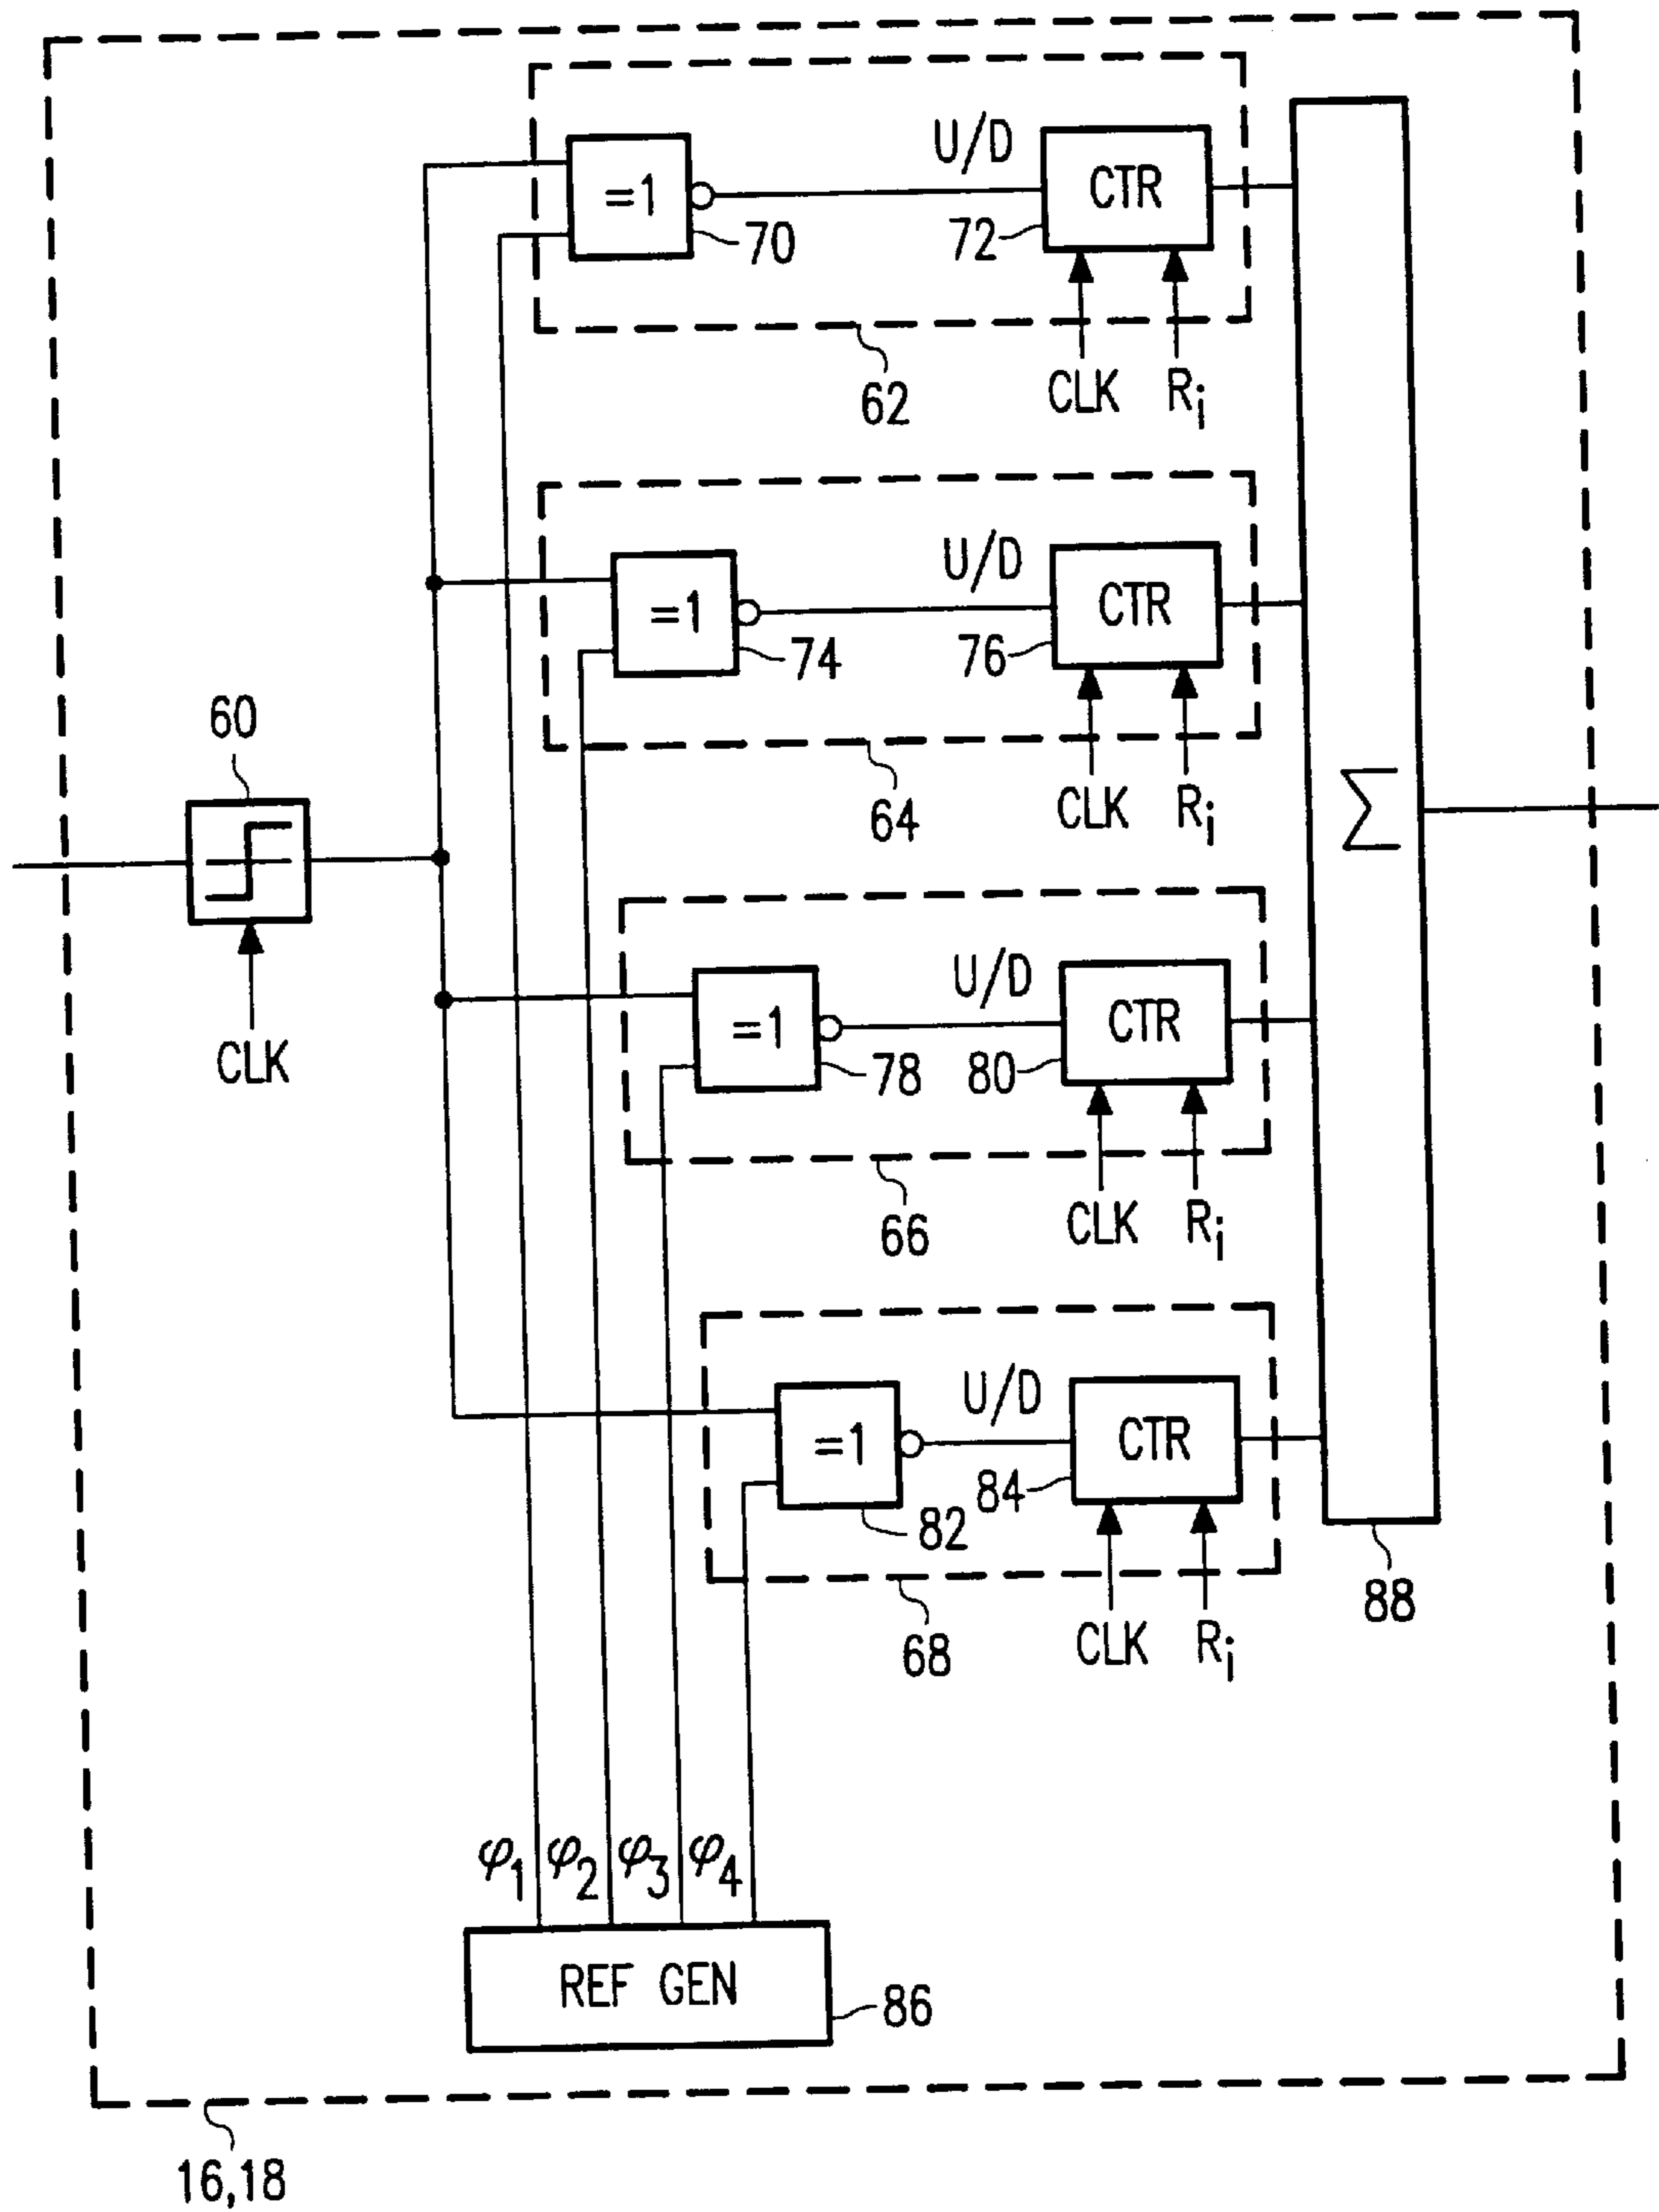 U/D
CTR
=1
70
72
62
CLK
Ri
U/D
CTR
=1
74
76
64
CLK
Ri
60
CLK
Σ
U/D
CTR
=1
78
80
66
CLK
Ri
U/D
CTR
=1
82
84
68
CLK
Ri
88
φ1
φ2
φ3
φ4
REF GEN
86
16,18